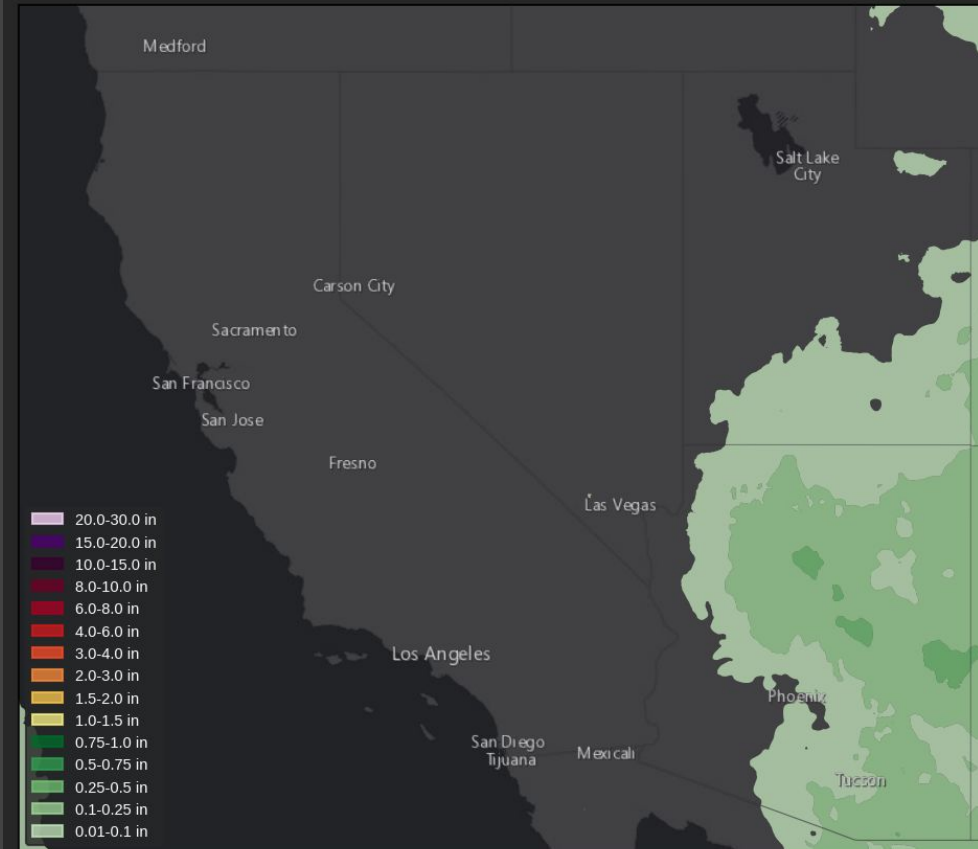 Medford
Salt Lake
City
Carson City
Sacramento
San Francisco
San Jose
Fresno
Las Vegas
Los Angeles
Phoenix
San Diego
Tijuana
Mexicali
Tucson
20.0-30.0 in
15.0-20.0 in
10.0-15.0 in
8.0-10.0 in
6.0-8.0 in
4.0-6.0 in
3.0-4.0 in
2.0-3.0 in
1.5-2.0 in
1.0-1.5 in
0.75-1.0 in
0.5-0.75 in
0.25-0.5 in
0.1-0.25 in
0.01-0.1 in